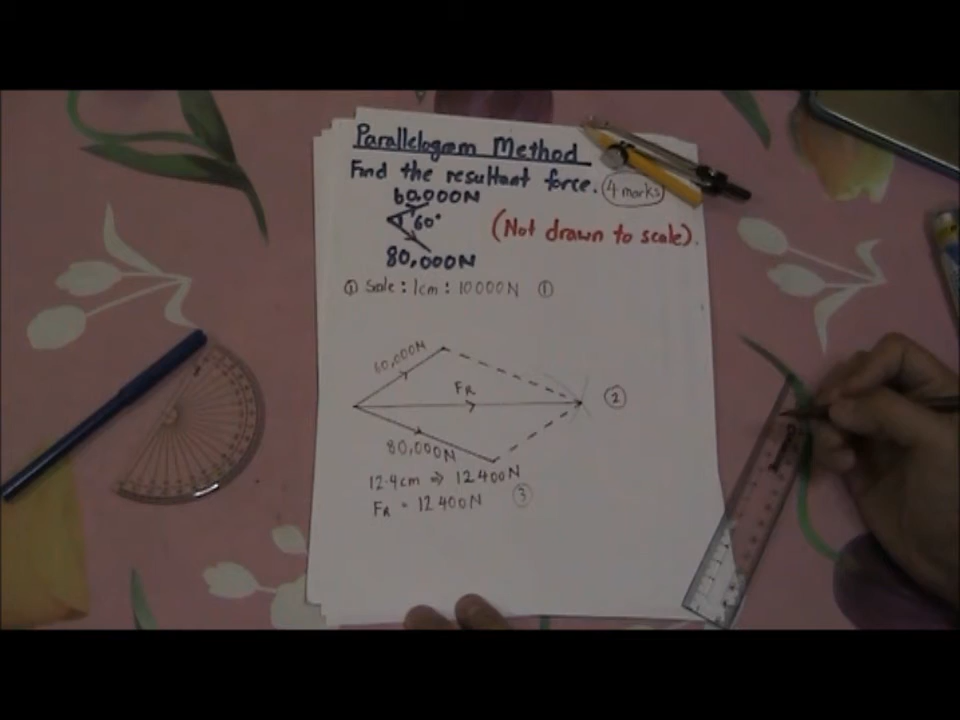 Parallelogram Method
Find the resultant force. (4 marks)
60,000N
60°
80,000N
(Not drawn to scale).
① Sale : 1cm : 10000N ①
60,000N
FR
②
80,000N
12.4cm ⇒ 12400N
FR = 12400N ③